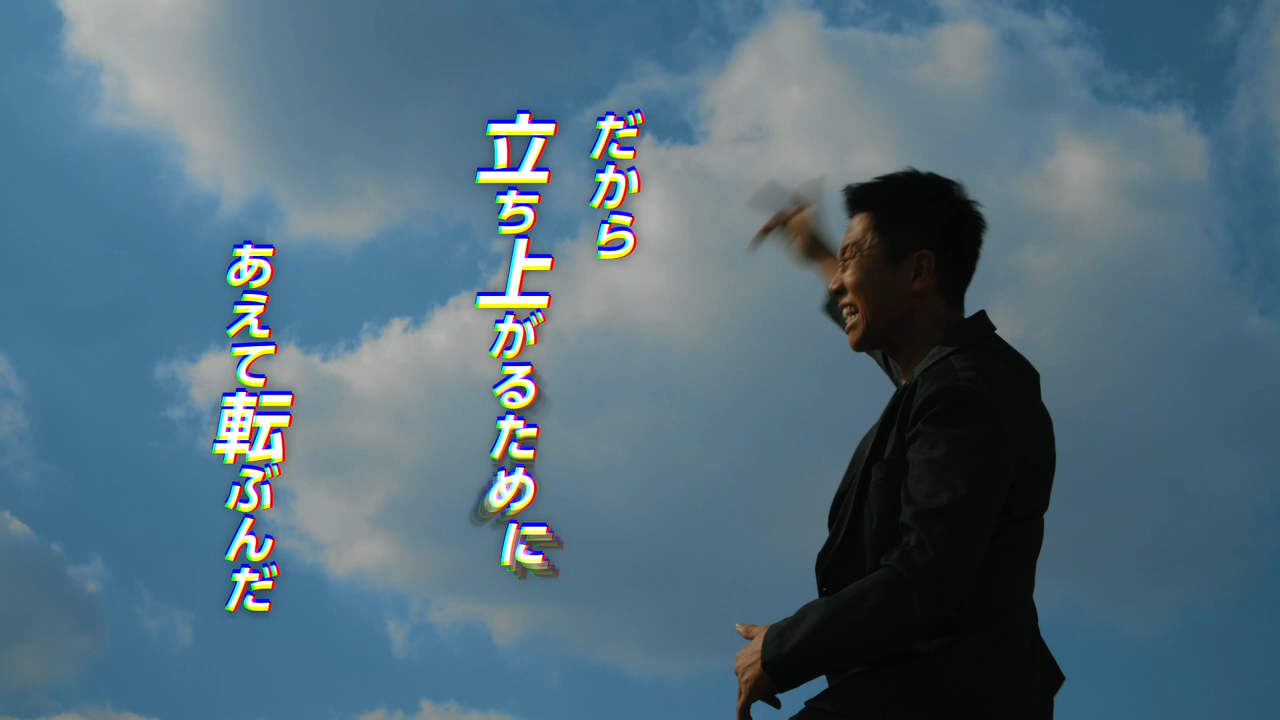 だから
立ち上がるために
あえて転ぶんだ